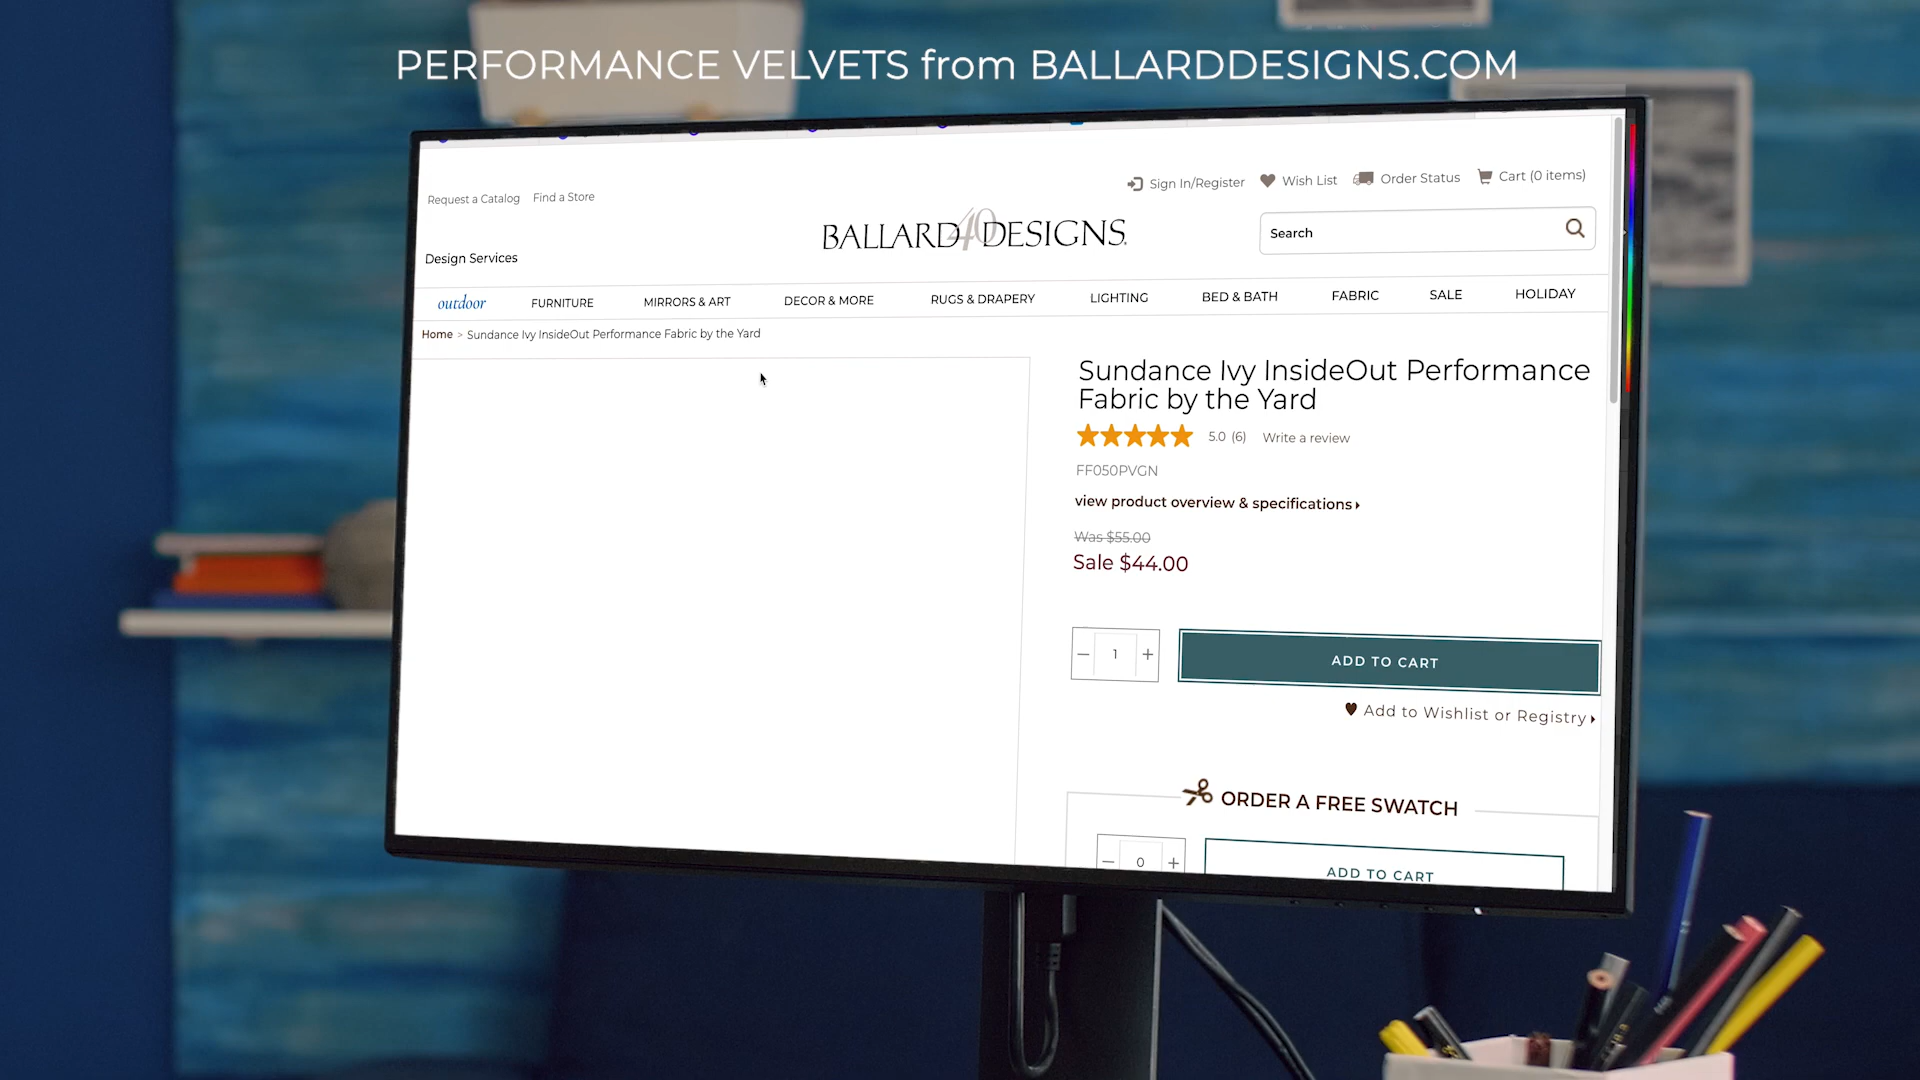 PERFORMANCE VELVETS from BALLARDDESIGNS.COM
Request a Catalog Find a Store
Sign In/Register Wish List Order Status Cart (0 items)
BALLARD 40 DESIGNS.
Search
Design Services
outdoor FURNITURE MIRRORS & ART DECOR & MORE RUGS & DRAPERY LIGHTING BED & BATH FABRIC SALE HOLIDAY
Home > Sundance Ivy InsideOut Performance Fabric by the Yard
Sundance Ivy InsideOut Performance
Fabric by the Yard
5.0 (6) Write a review
FF050PVGN
view product overview & specifications
Was $55.00
Sale $44.00
− 1 + ADD TO CART
Add to Wishlist or Registry
ORDER A FREE SWATCH
− 0 + ADD TO CART